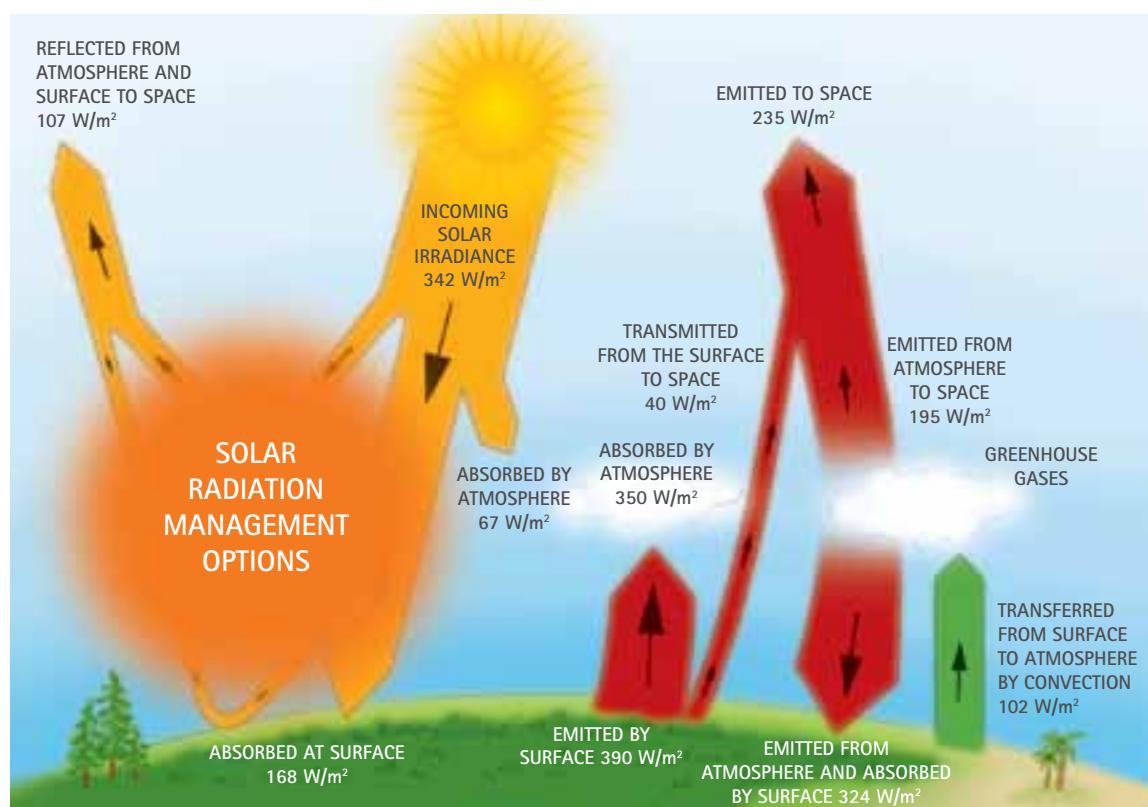 REFLECTED FROM
ATMOSPHERE AND
SURFACE TO SPACE
107 W/m²
INCOMING
SOLAR
IRRADIANCE
342 W/m²
EMITTED TO SPACE
235 W/m²
TRANSMITTED
FROM THE SURFACE
TO SPACE
40 W/m²
EMITTED FROM
ATMOSPHERE
TO SPACE
195 W/m²
SOLAR
RADIATION
MANAGEMENT
OPTIONS
ABSORBED BY
ATMOSPHERE
67 W/m²
ABSORBED BY
ATMOSPHERE
350 W/m²
GREENHOUSE
GASES
TRANSFERRED
FROM SURFACE
TO ATMOSPHERE
BY CONVECTION
102 W/m²
ABSORBED AT SURFACE
168 W/m²
EMITTED BY
SURFACE 390 W/m²
EMITTED FROM
ATMOSPHERE AND ABSORBED
BY SURFACE 324 W/m²